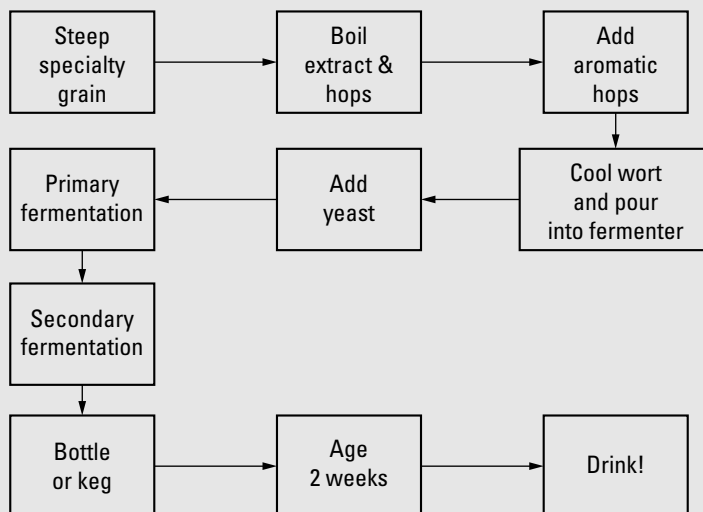 Steep
specialty
grain
Boil
extract &
hops
Add
aromatic
hops
Cool wort
and pour
into fermenter
Add
yeast
Primary
fermentation
Secondary
fermentation
Bottle
or keg
Age
2 weeks
Drink!